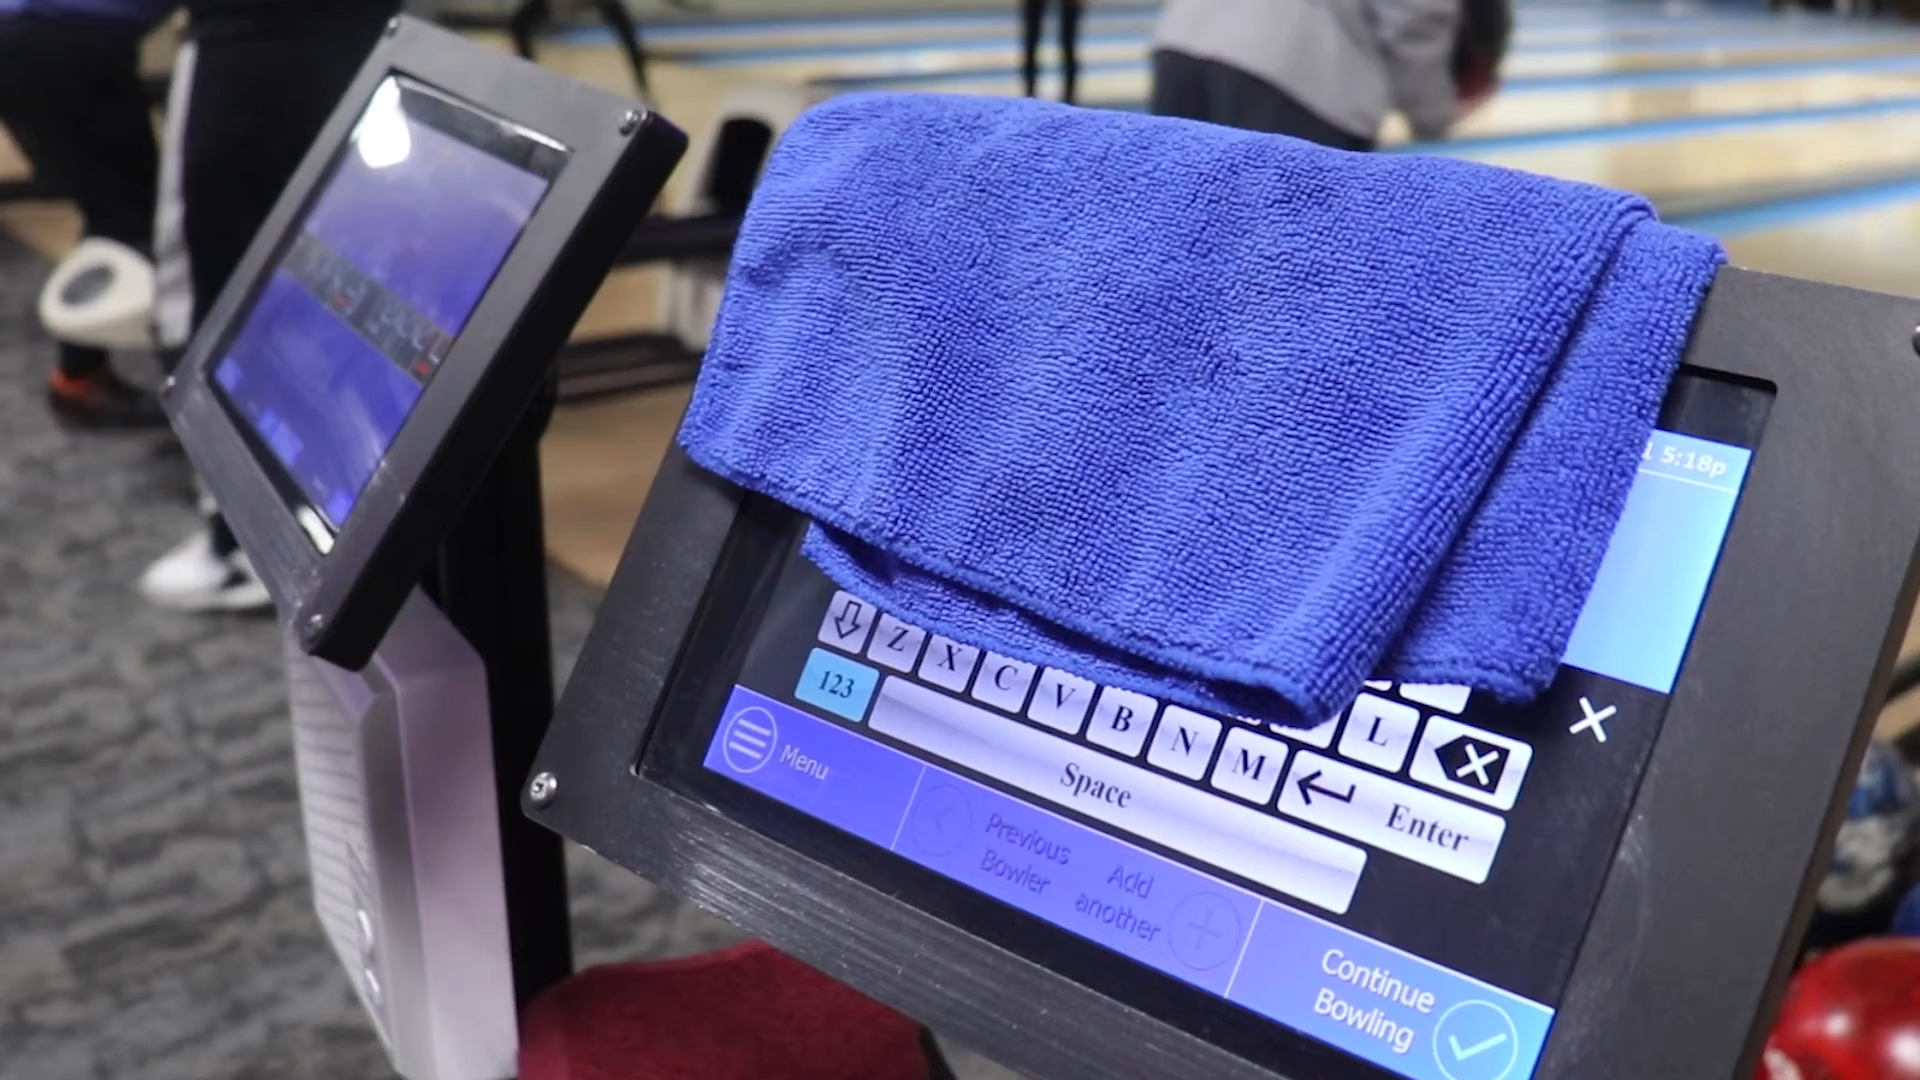 5:18p
Z X C V B N M
L
123
Space
Enter
Menu
Previous
Bowler
Add
another
Continue
Bowling